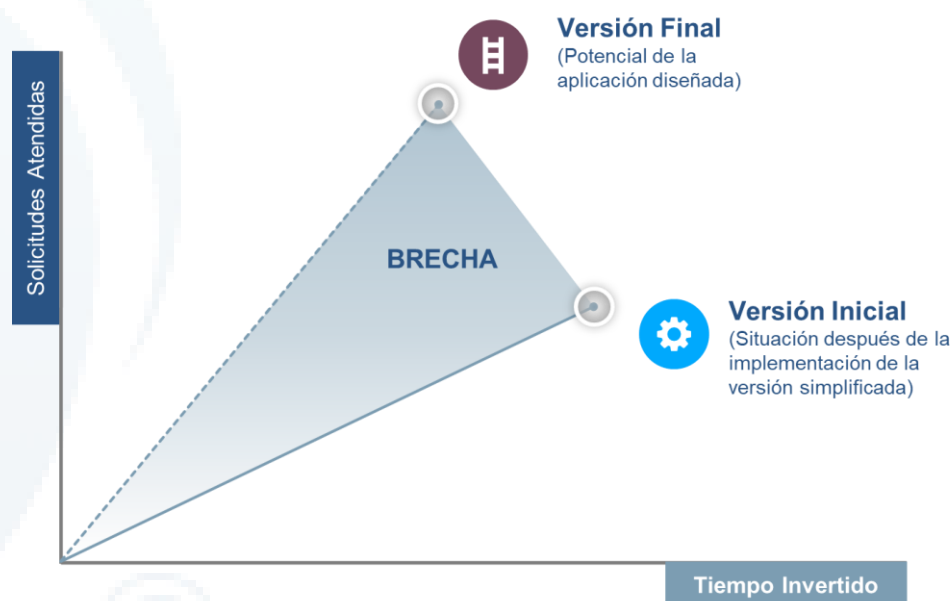 Versión Final
(Potencial de la
aplicación diseñada)
Solicitudes Atendidas
BRECHA
Versión Inicial
(Situación después de la
implementación de la
versión simplificada)
Tiempo Invertido